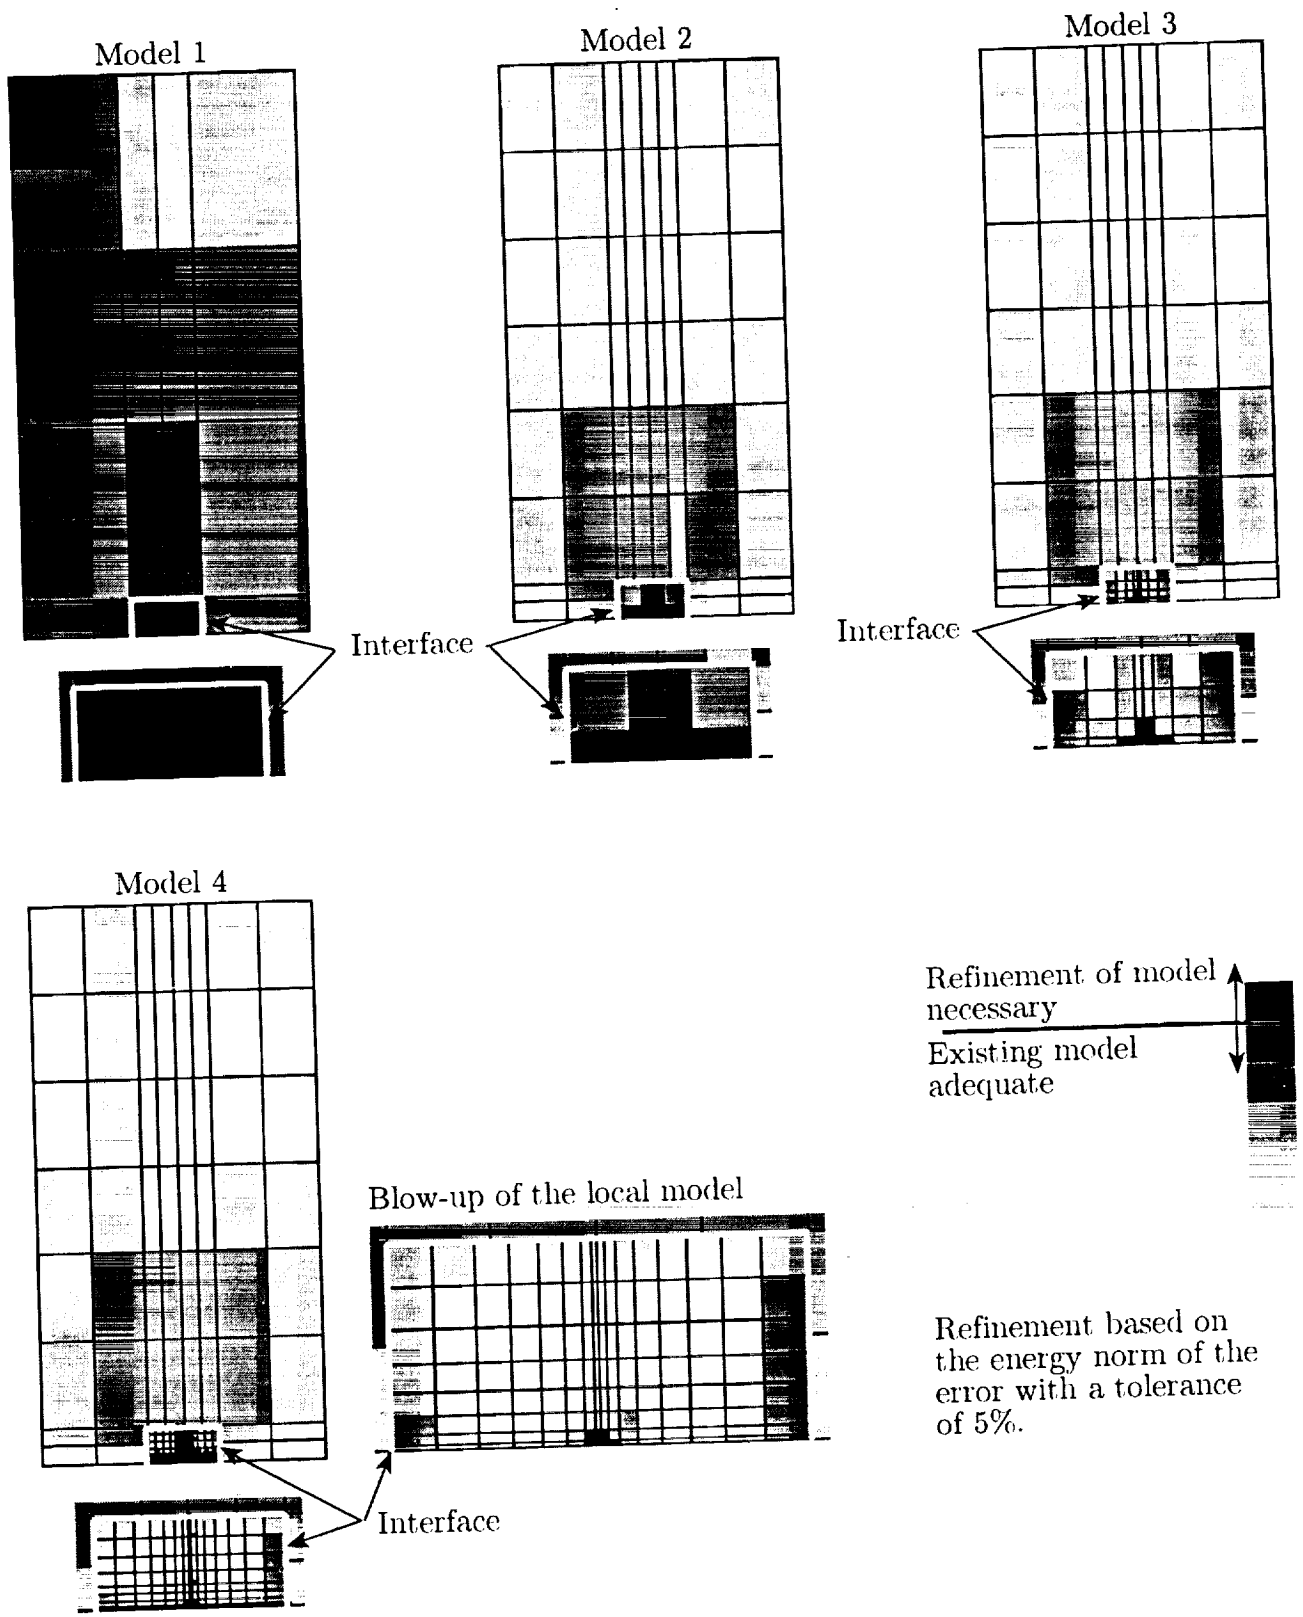 Model 1
Model 2
Model 3
Interface
Interface
Model 4
Refinement of model
necessary
Existing model
adequate
Blow-up of the local model
Refinement based on
the energy norm of the
error with a tolerance
of 5%.
Interface